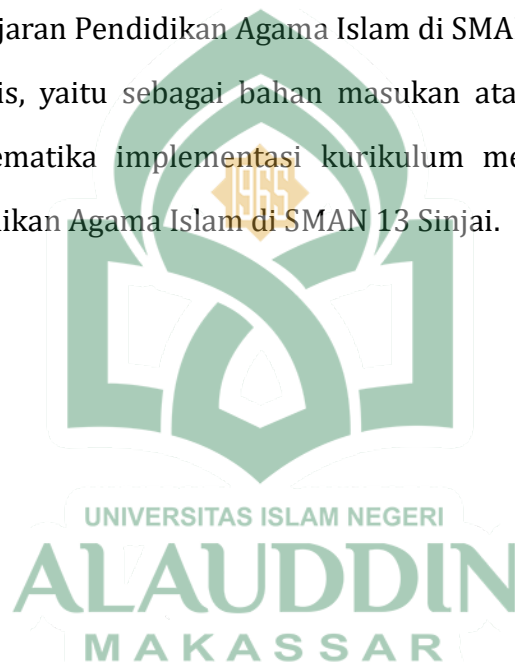 jaran Pendidikan Agama Islam di SMA
is, yaitu sebagai bahan masukan ata
ematika implementasi kurikulum me
ikan Agama Islam di SMAN 13 Sinjai.
1965
UNIVERSITAS ISLAM NEGERI
ALAUDDIN
MAKASSAR